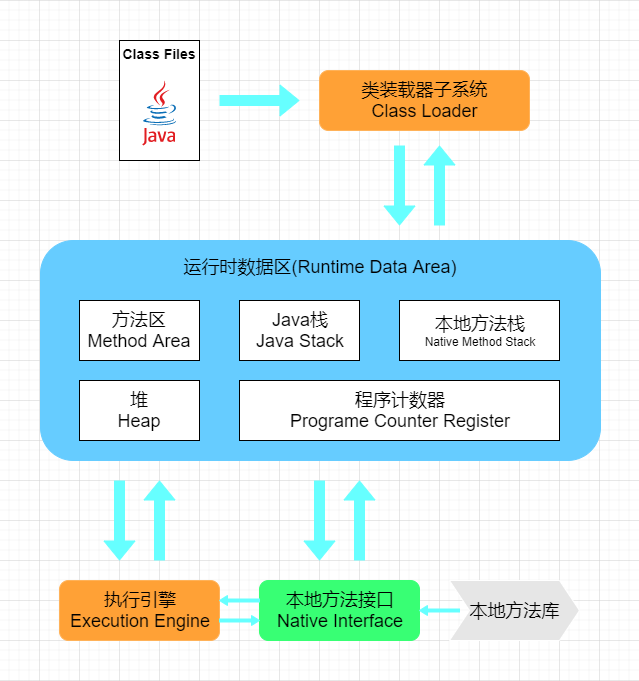 Class Files
Java
类装载器子系统
Class Loader
运行时数据区(Runtime Data Area)
方法区
Method Area
Java栈
Java Stack
本地方法栈
Native Method Stack
堆
Heap
程序计数器
Programe Counter Register
执行引擎
Execution Engine
本地方法接口
Native Interface
本地方法库